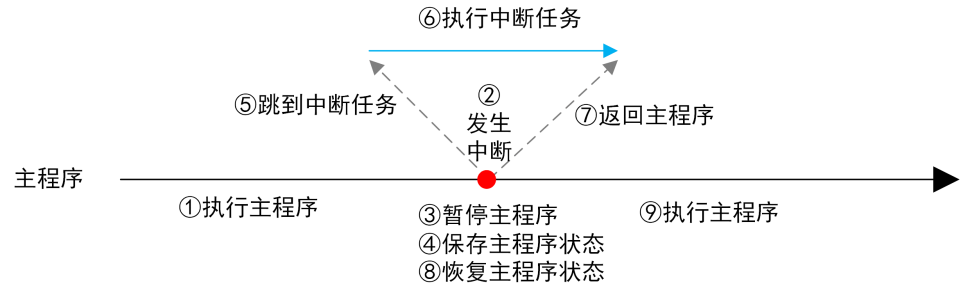 ⑥执行中断任务
②
发生
中断
⑤跳到中断任务
⑦返回主程序
主程序
①执行主程序
③暂停主程序
④保存主程序状态
⑧恢复主程序状态
⑨执行主程序